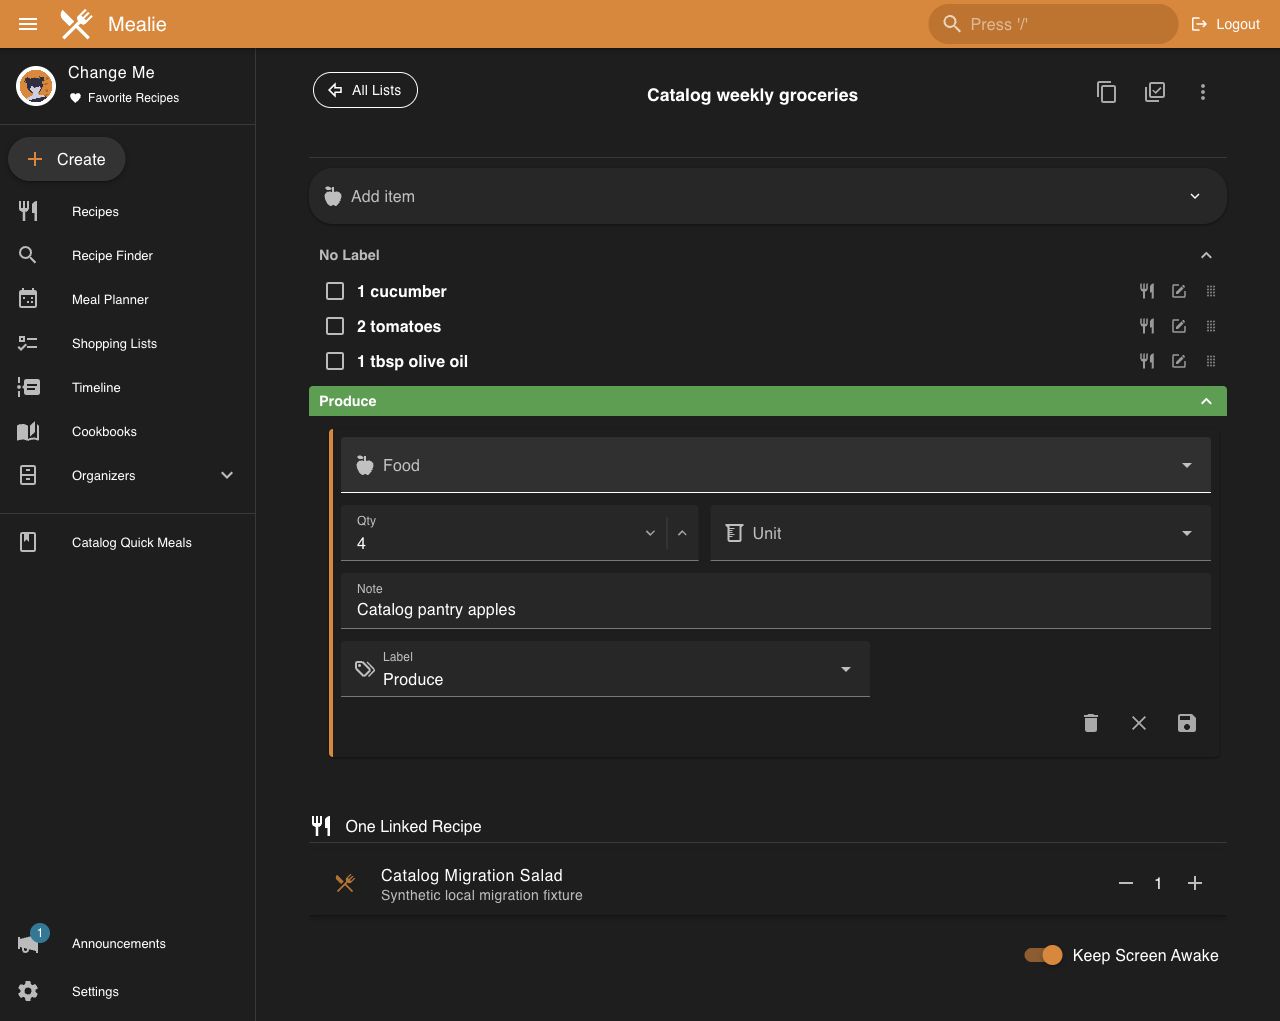 Mealie
Press '/'
Logout
Change Me
Favorite Recipes
Create
Recipes
Recipe Finder
Meal Planner
Shopping Lists
Timeline
Cookbooks
Organizers
Catalog Quick Meals
1
Announcements
Settings
All Lists
Catalog weekly groceries
Add item
No Label
1 cucumber
2 tomatoes
1 tbsp olive oil
Produce
Food
Qty
4
Unit
Note
Catalog pantry apples
Label
Produce
One Linked Recipe
Catalog Migration Salad
Synthetic local migration fixture
1
Keep Screen Awake